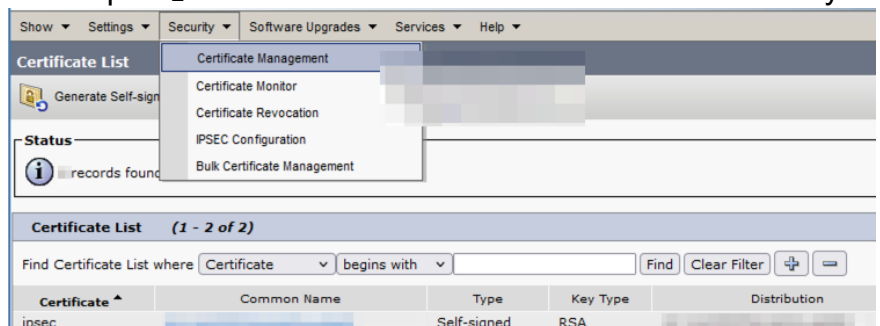 Show Settings Security Software Upgrades Services Help
Certificate List
Certificate Management
Generate Self-sign
Certificate Monitor
Certificate Revocation
IPSEC Configuration
Bulk Certificate Management
Status
records found
Certificate List (1 - 2 of 2)
Find Certificate List where Certificate begins with Find Clear Filter
Certificate Common Name Type Key Type Distribution
ipsec Self-signed RSA